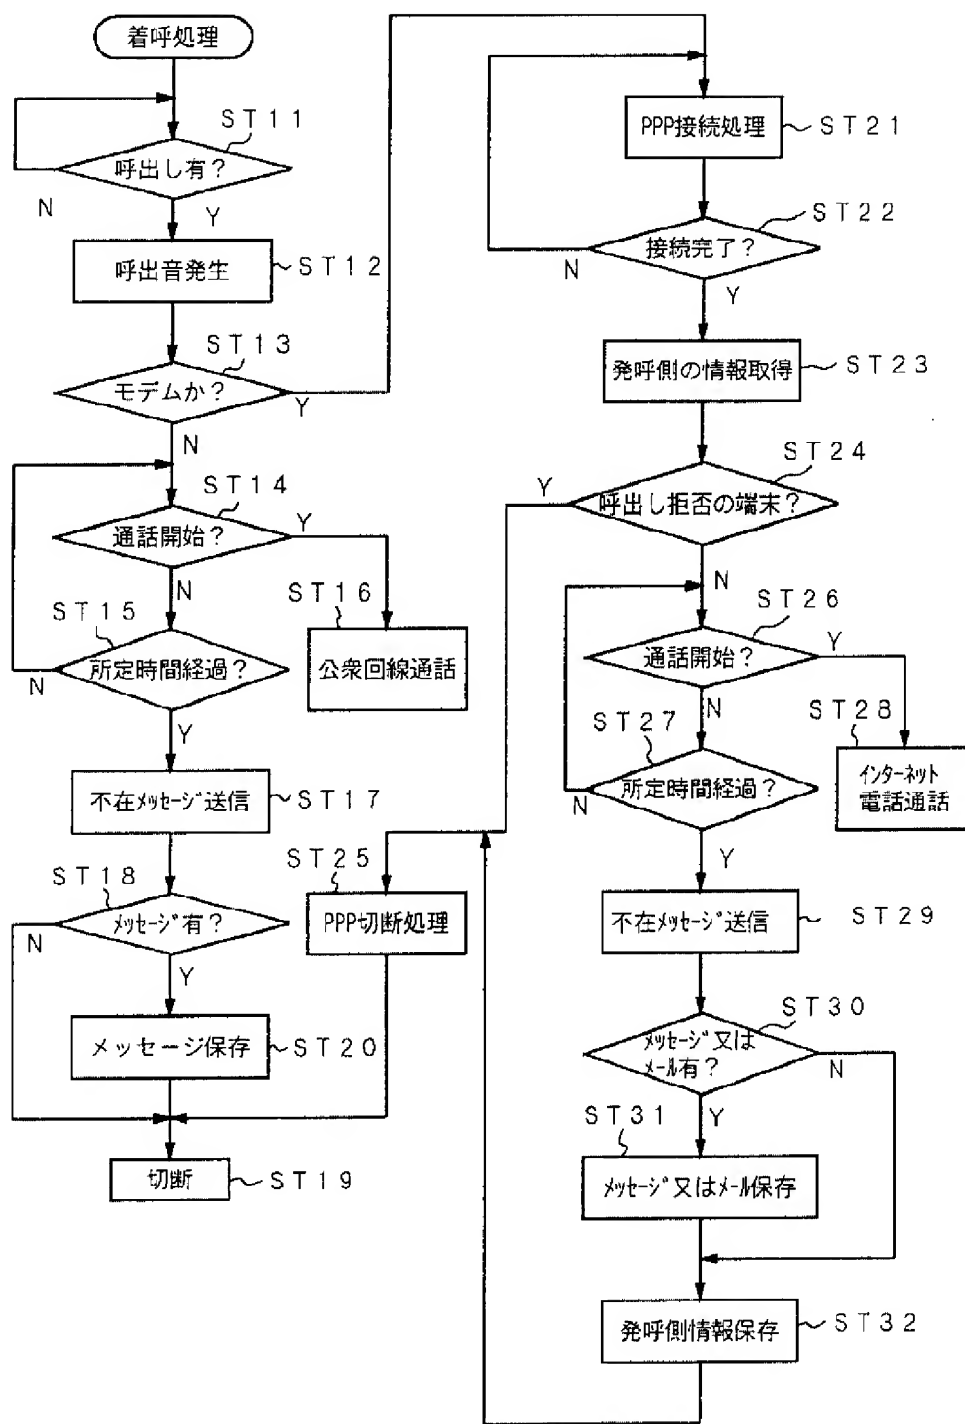 着呼処理
ST11
呼出し有?
N
Y
呼出音発生
ST12
ST13
モデムか?
Y
N
ST14
通話開始?
Y
N
ST15
所定時間経過?
N
Y
ST16
公衆回線通話
不在メッセージ送信
ST17
ST18
メッセージ有?
N
Y
メッセージ保存
ST20
切断
ST19
ST25
PPP切断処理
PPP接続処理
ST21
ST22
接続完了?
N
Y
発呼側の情報取得
ST23
ST24
呼出し拒否の端末?
Y
N
ST26
通話開始?
Y
N
ST27
所定時間経過?
N
Y
ST28
インターネット
電話通話
不在メッセージ送信
ST29
ST30
メッセージ又は
メール有?
N
Y
ST31
メッセージ又はメール保存
発呼側情報保存
ST32